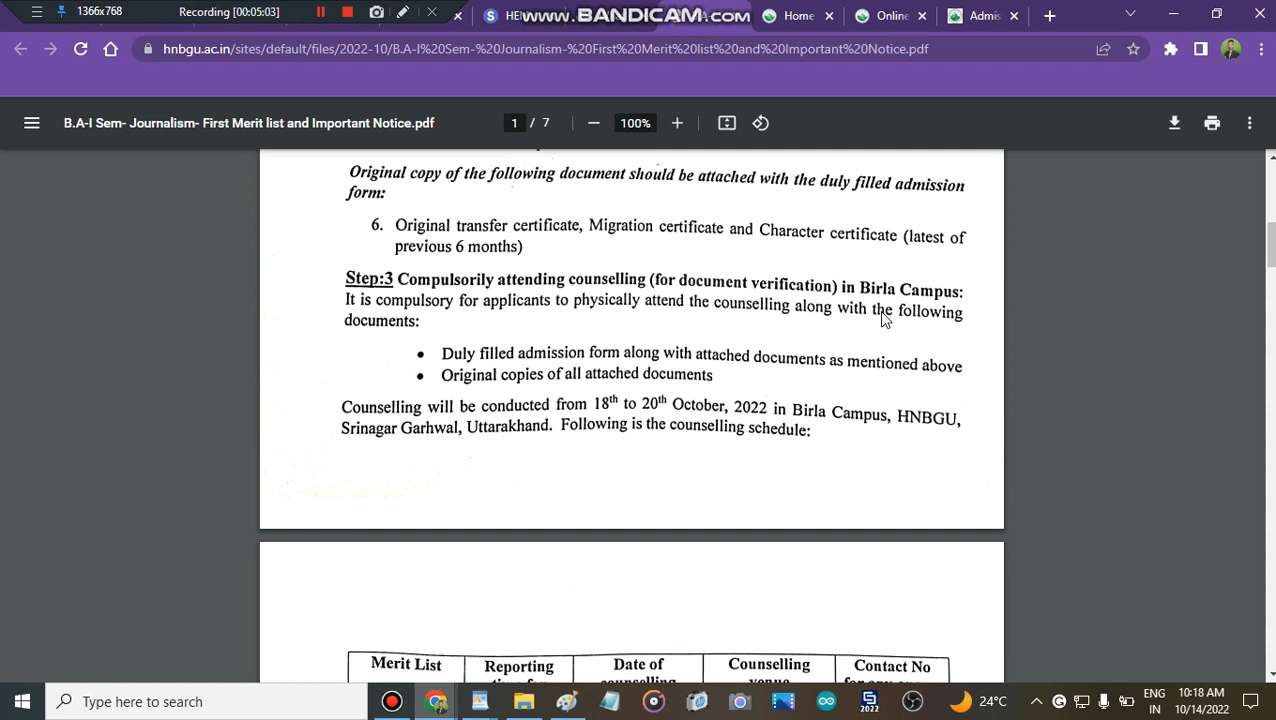 1366x768
Recording [00:05:03]
www.BANDICAM.com
HE
Home
Online
Admis
hnbgu.ac.in/sites/default/files/2022-10/B.A-I%20Sem-%20Journalism-%20First%20Merit%20list%20and%20Important%20Notice.pdf
B.A-I Sem- Journalism- First Merit list and Important Notice.pdf
1 / 7
100%
Original copy of the following document should be attached with the duly filled admission
form:
6. Original transfer certificate, Migration certificate and Character certificate (latest of
previous 6 months)
Step:3 Compulsorily attending counselling (for document verification) in Birla Campus:
It is compulsory for applicants to physically attend the counselling along with the following
documents:
• Duly filled admission form along with attached documents as mentioned above
• Original copies of all attached documents
Counselling will be conducted from 18th to 20th October, 2022 in Birla Campus, HNBGU,
Srinagar Garhwal, Uttarakhand. Following is the counselling schedule:
Merit List
Reporting
Date of
counselling
Counselling
venue
Contact No
Type here to search
2022
24°C
ENG
IN
10:18 AM
10/14/2022